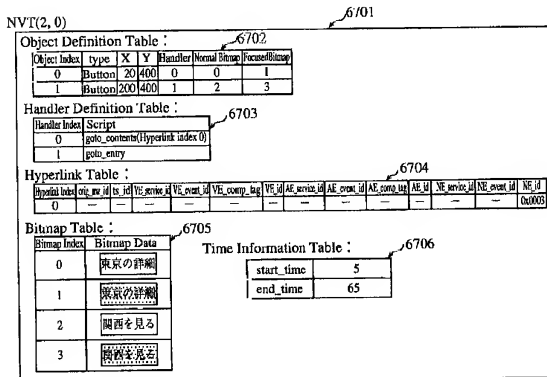 NVT(2, 0)
6701
Object Definition Table :
6702
Object Index type X Y Handler Normal Bitmap FocusedBitmap
0 Button 20 400 0 0 1
1 Button 200 400 1 2 3
Handler Definition Table :
6703
Handler Index Script
0 goto_contents(Hyperlink index 0)
1 goto_entry
Hyperlink Table :
6704
Hyperlink Index orig_nw_id ts_id VE_service_id VE_event_id VE_comp_tag VE_id AE_service_id AE_event_id AE_comp_tag AE_id NE_service_id NE_event_id NE_id
0 — — — — — — — — — — — — 0x0003
Bitmap Table :
6705
Bitmap Index Bitmap Data
0 東京の詳細
1 東京の詳細
2 関西を見る
3 関西を見る
Time Information Table :
6706
start_time 5
end_time 65